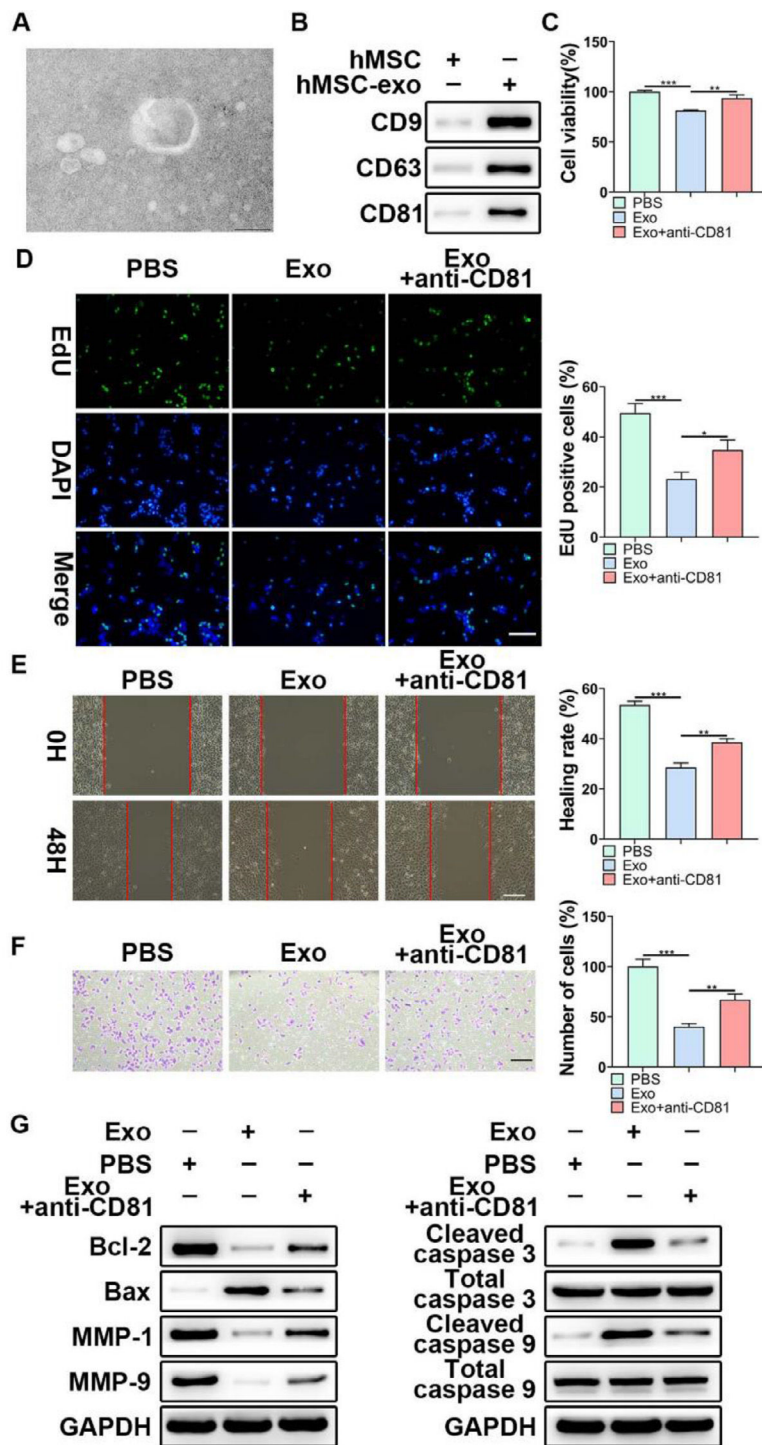 A
B
hMSC + −
hMSC-exo − +
CD9
CD63
CD81
C
Cell viability(%)
150
100
50
0
*** **
PBS
Exo
Exo+anti-CD81
D
PBS Exo Exo +anti-CD81
EdU
DAPI
Merge
EdU positive cells (%)
60
40
20
0
*** *
PBS
Exo
Exo+anti-CD81
E
PBS Exo Exo +anti-CD81
0H
48H
Healing rate (%)
60
40
20
0
*** **
PBS
Exo
Exo+anti-CD81
F
PBS Exo Exo +anti-CD81
Number of cells (%)
150
100
50
0
*** **
PBS
Exo
Exo+anti-CD81
G
Exo − + −
PBS + − −
Exo +anti-CD81 − − +
Bcl-2
Bax
MMP-1
MMP-9
GAPDH
Exo − + −
PBS + − −
Exo +anti-CD81 − − +
Cleaved caspase 3
Total caspase 3
Cleaved caspase 9
Total caspase 9
GAPDH